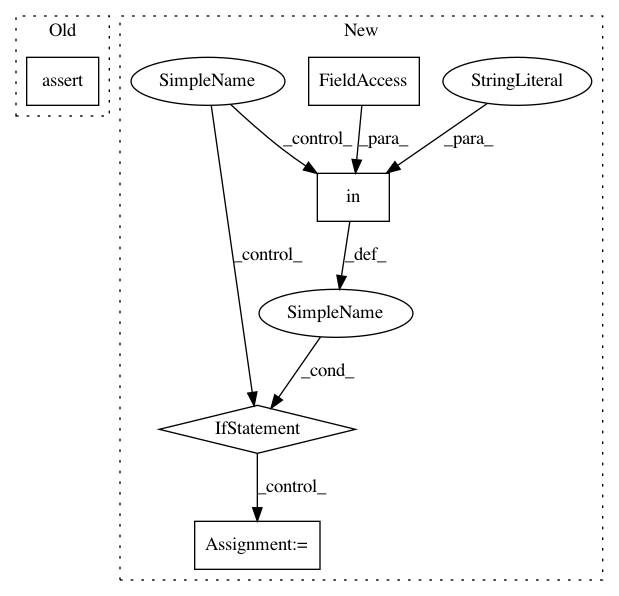 Old
New
assert
SimpleName
FieldAccess
StringLiteral
_control_
_para_
_para_
in
_control_
_def_
SimpleName
_cond_
IfStatement
_control_
Assignment:=